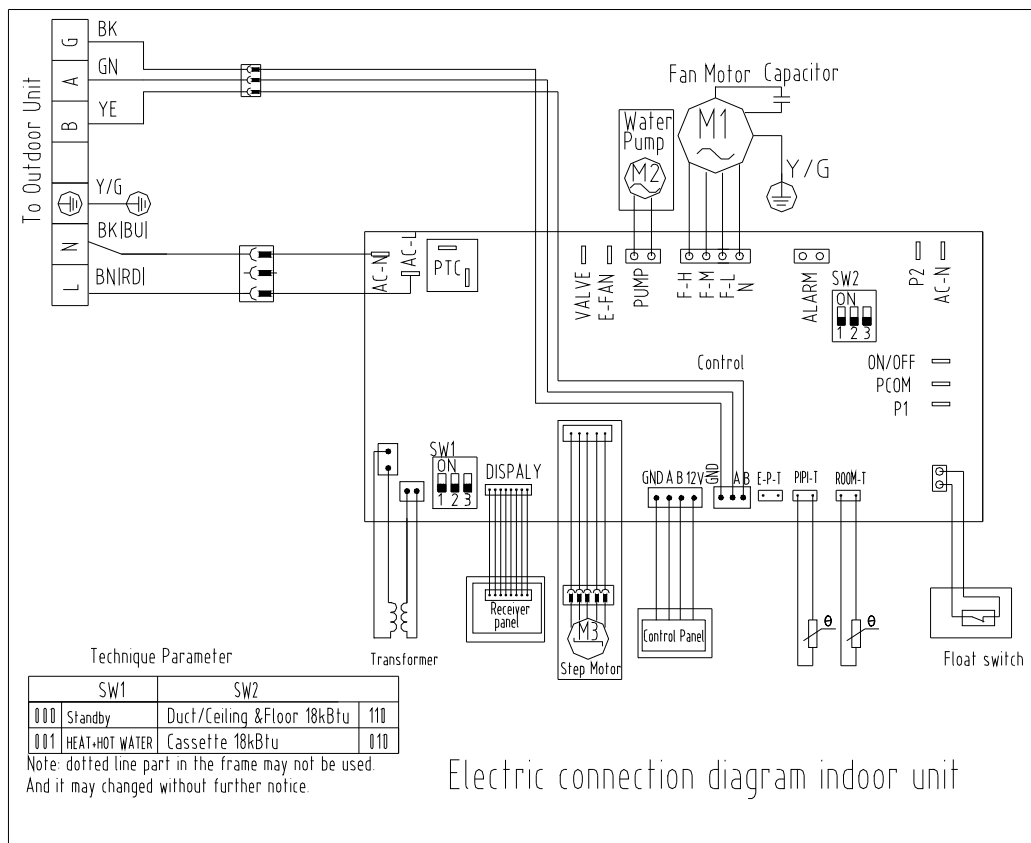 To Outdoor Unit
G
A
B
N
L
BK
GN
YE
Y/G
BK|BU|
BN|RD|
Fan Motor Capacitor
M1
Water
Pump
M2
Y/G
AC-N
AC-L
PTC
VALVE
E-FAN
PUMP
F-H
F-M
F-L
N
ALARM
SW2
ON
1 2 3
P2
AC-N
ON/OFF
PCOM
P1
Control
SW1
ON
1 2 3
DISPALY
GND A B 12V
GND
A B
E-P-T
PIPI-T
ROOM-T
Receiver
panel
M3
Step Motor
Control Panel
θ
θ
Float switch
Transformer
Technique Parameter
SW1 SW2
000 Standby Duct/Ceiling &Floor 18kBtu 110
001 HEAT+HOT WATER Cassette 18kBtu 010
Note: dotted line part in the frame may not be used.
And it may changed without further notice.
Electric connection diagram indoor unit